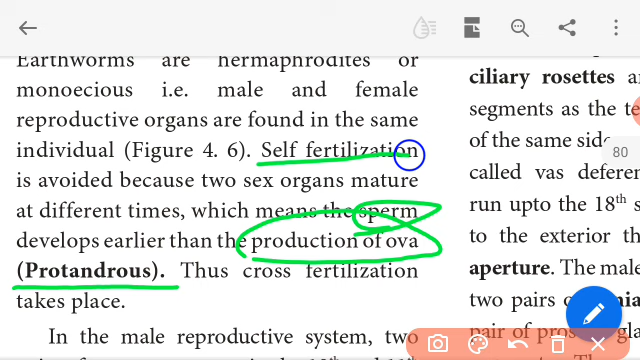 Earthworms are hermaphrodites or
monoecious i.e. male and female
reproductive organs are found in the same
individual (Figure 4. 6). Self fertilization
is avoided because two sex organs mature
at different times, which means the sperm
develops earlier than the production of ova
(Protandrous). Thus cross fertilization
takes place.
In the male reproductive system, two
ciliary rosettes
segments as the
of the same side
called vas
run upto the 18th
to the exterior
aperture. The male
two pairs
pair of
80